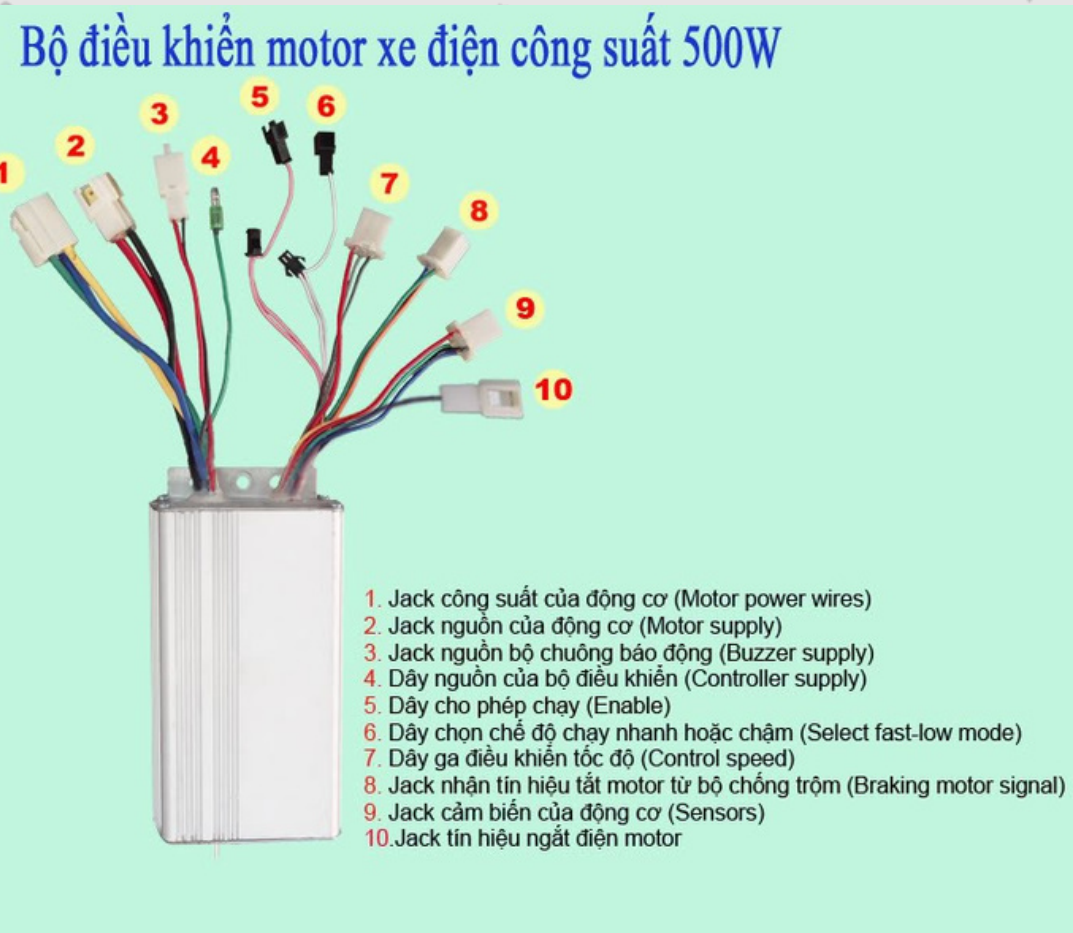 Bộ điều khiển motor xe điện công suất 500W
5
6
3
4
2
1
7
8
9
10
1. Jack công suất của động cơ (Motor power wires)
2. Jack nguồn của động cơ (Motor supply)
3. Jack nguồn bộ chuông báo động (Buzzer supply)
4. Dây nguồn của bộ điều khiển (Controller supply)
5. Dây cho phép chạy (Enable)
6. Dây chọn chế độ chạy nhanh hoặc chậm (Select fast-low mode)
7. Dây ga điều khiển tốc độ (Control speed)
8. Jack nhận tín hiệu tắt motor từ bộ chống trộm (Braking motor signal)
9. Jack cảm biến của động cơ (Sensors)
10.Jack tín hiệu ngắt điện motor